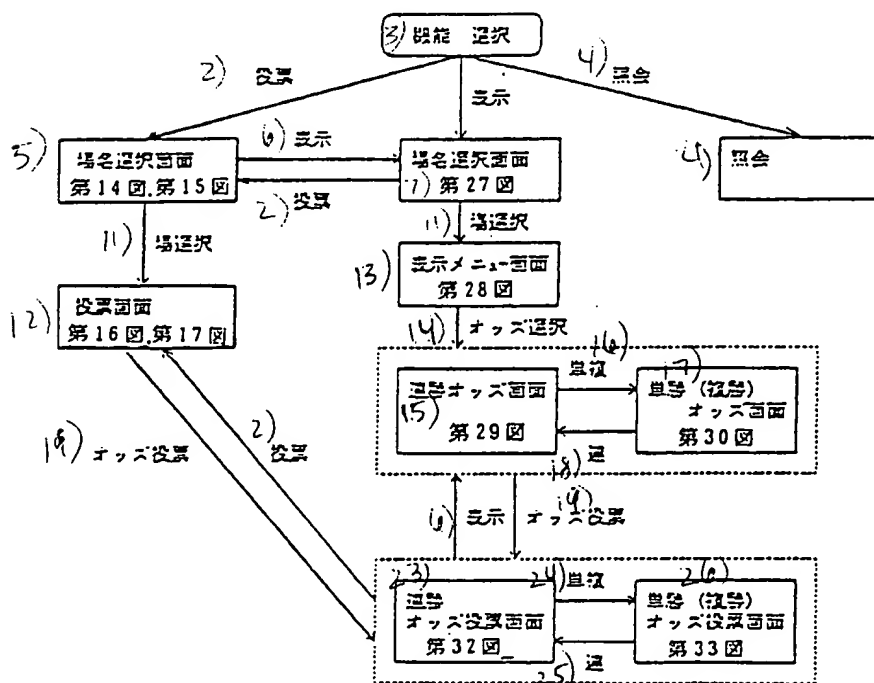 3) 機能 選択
2) 投票
表示
4) 照会
5) 場名選択画面
第14図.第15図
6) 表示
2) 投票
場名選択画面
7) 第27図
4) 照会
11) 場選択
11) 場選択
13) 表示メニュー画面
第28図
12) 投票画面
第16図.第17図
14) オッズ選択
16) 単複
連勝オッズ画面
15) 第29図
17) 単勝(複勝)
オッズ画面
第30図
18) 連
19) オッズ投票
2) 投票
6) 表示
19) オッズ投票
23) 連勝
オッズ投票画面
第32図
24) 単複
26) 単勝(複勝)
オッズ投票画面
第33図
25) 連